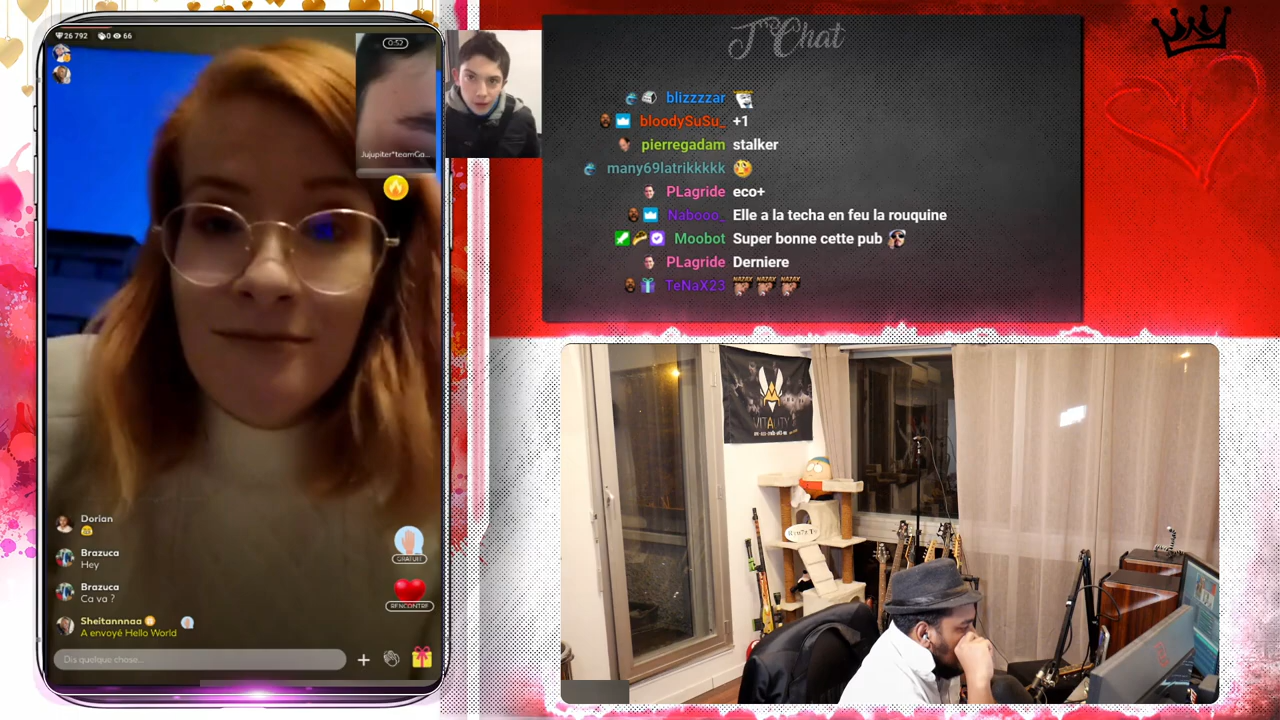 26 792 0 66
0:52
Jujupiter*teamGa...
Dorian
Brazuca
Hey
Brazuca
Ca va ?
Sheitannnaa
A envoyé Hello World
Dis quelque chose...
GRATUIT
RENCONTRE
T'Chat
blizzzzar
bloodySuSu_ +1
pierregadam stalker
many69latrikkkkk
PLagride eco+
Nabooo_ Elle a la techa en feu la rouquine
Moobot Super bonne cette pub
PLagride Derniere
TeNaX23
VITALITY